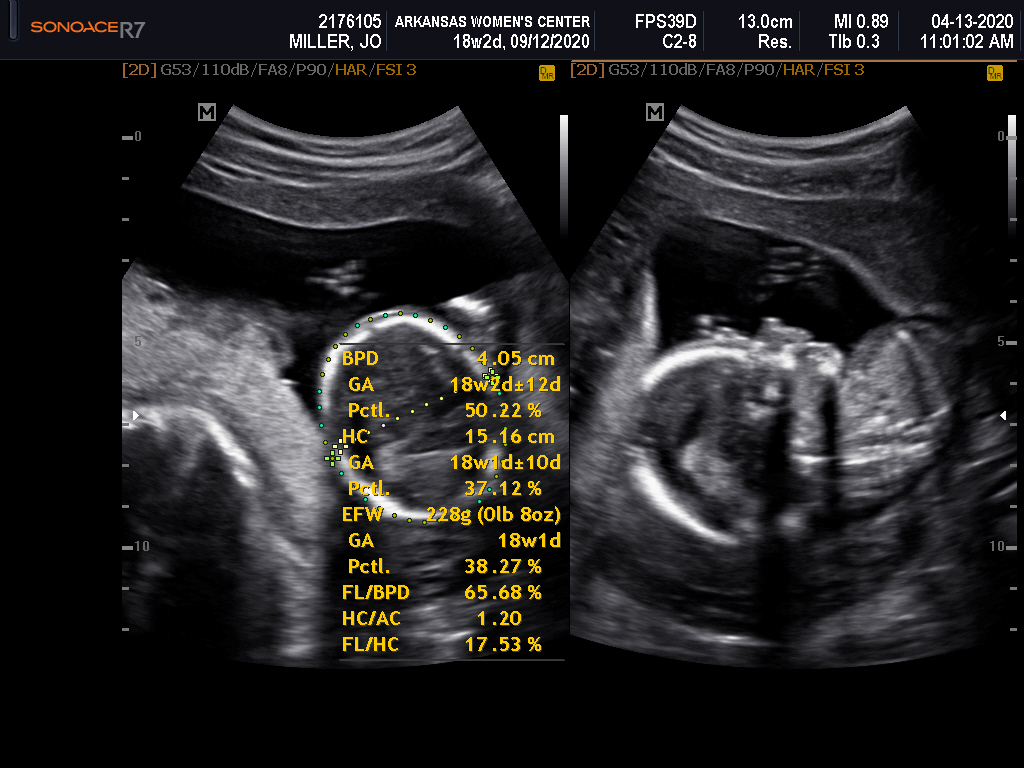 SONOACE R7
2176105
MILLER, JO
ARKANSAS WOMEN'S CENTER
18w2d, 09/12/2020
FPS39D
C2-8
13.0cm
Res.
MI 0.89
TIb 0.3
04-13-2020
11:01:02 AM
[2D] G53/110dB/FA8/P90/HAR/FSI 3
[2D] G53/110dB/FA8/P90/HAR/FSI 3
M
M
0
5
10
0
5
10
BPD 4.05 cm
GA 18w2d±12d
Pctl. 50.22 %
HC 15.16 cm
GA 18w1d±10d
Pctl. 37.12 %
EFW 228g (0lb 8oz)
GA 18w1d
Pctl. 38.27 %
FL/BPD 65.68 %
HC/AC 1.20
FL/HC 17.53 %